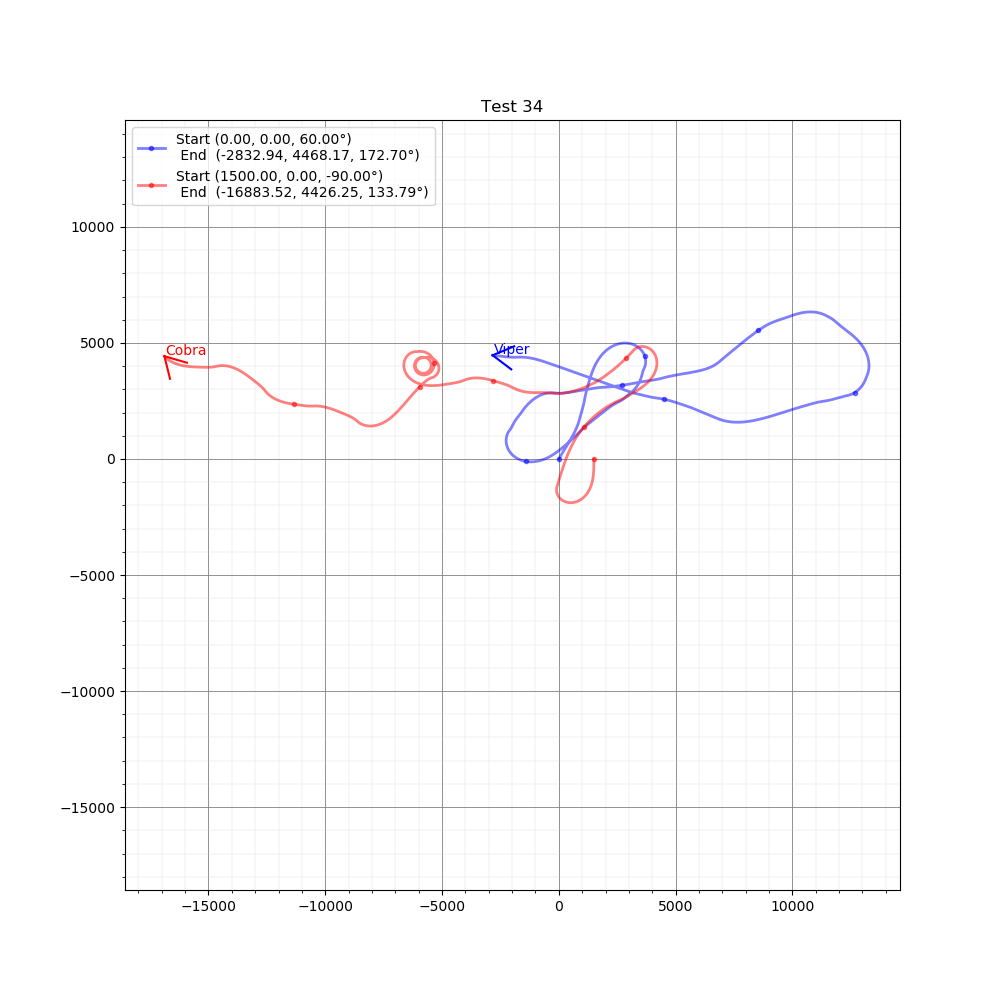 Test 34
Start (0.00, 0.00, 60.00°)
End (-2832.94, 4468.17, 172.70°)
Start (1500.00, 0.00, -90.00°)
End (-16883.52, 4426.25, 133.79°)
Cobra
Viper
10000
5000
0
−5000
−10000
−15000
−15000 −10000 −5000 0 5000 10000